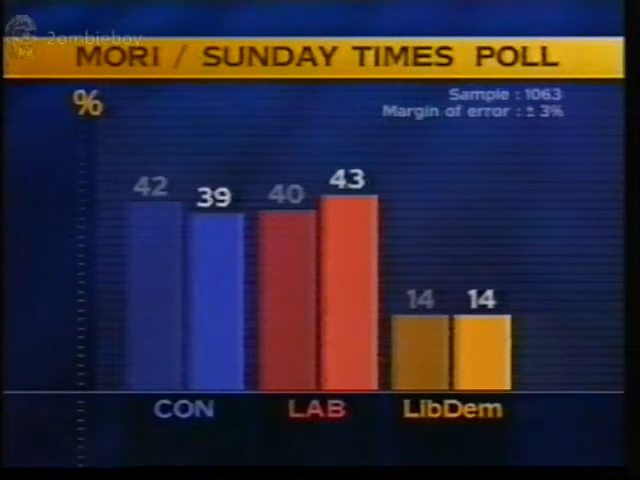 2ombieboy
MORI / SUNDAY TIMES POLL
%
Sample : 1063
Margin of error : ± 3%
42 39 40 43
14 14
CON LAB LibDem